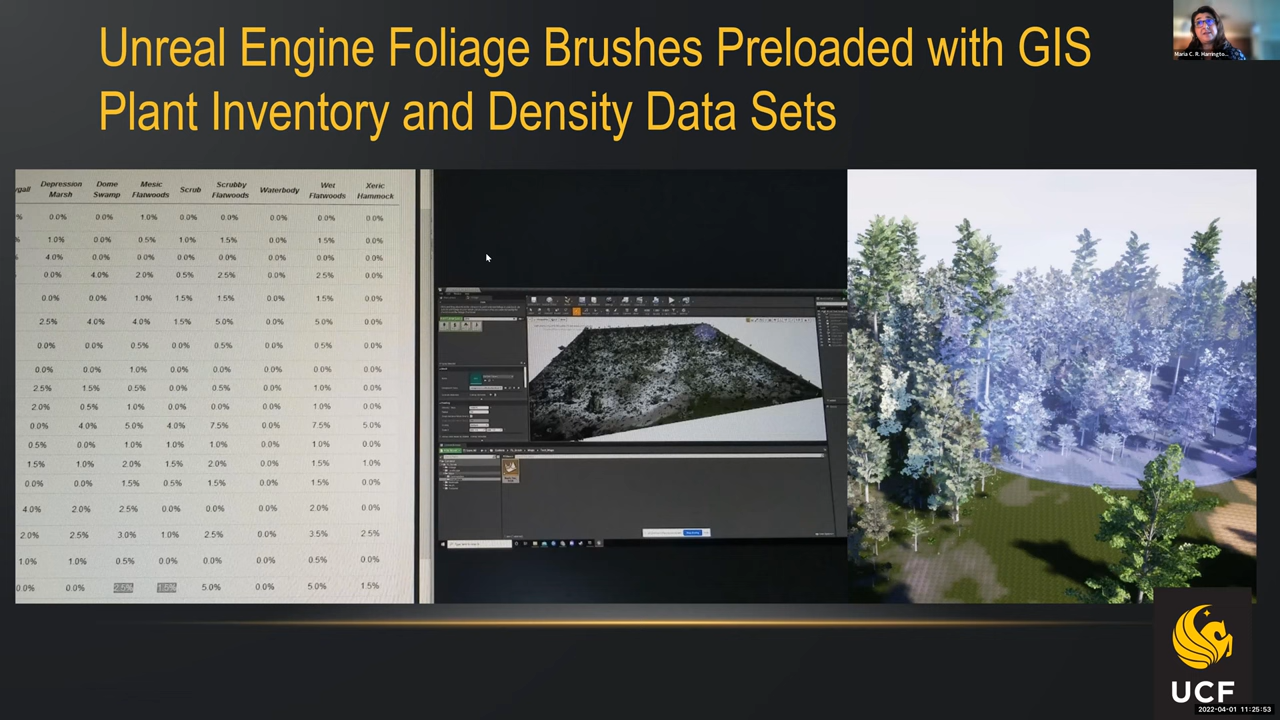 Unreal Engine Foliage Brushes Preloaded with GIS
Plant Inventory and Density Data Sets
Maria C. R. Harringto...
Depression Marsh Dome Swamp Mesic Flatwoods Scrub Scrubby Flatwoods Waterbody Wet Flatwoods Xeric Hammock
0.0% 0.0% 1.0% 0.0% 0.0% 0.0% 0.0% 0.0%
1.0% 0.0% 0.5% 1.0% 1.5% 0.0% 1.5% 0.0%
4.0% 0.0% 0.0% 0.0% 0.0% 0.0% 0.0% 0.0%
0.0% 4.0% 2.0% 0.5% 2.5% 0.0% 2.5% 0.0%
0.0% 0.0% 1.0% 1.5% 1.5% 0.0% 1.5% 0.0%
2.5% 4.0% 4.0% 1.5% 5.0% 0.0% 5.0% 0.0%
0.0% 0.0% 0.5% 0.0% 0.5% 0.0% 0.5% 0.0%
0.0% 0.0% 1.0% 0.0% 0.0% 0.0% 0.0% 0.0%
2.5% 1.5% 0.5% 0.0% 0.5% 0.0% 1.0% 0.0%
2.0% 0.5% 1.0% 0.0% 0.0% 0.0% 1.0% 0.0%
0.0% 4.0% 5.0% 4.0% 7.5% 0.0% 7.5% 5.0%
0.5% 0.0% 1.0% 1.0% 1.0% 0.0% 1.0% 0.0%
1.5% 1.0% 2.0% 1.5% 2.0% 0.0% 1.5% 1.0%
0.0% 0.0% 1.5% 0.5% 1.5% 0.0% 1.5% 0.0%
4.0% 2.0% 2.5% 0.0% 0.0% 0.0% 2.0% 0.0%
2.0% 2.5% 3.0% 1.0% 2.5% 0.0% 3.5% 2.5%
1.0% 1.0% 0.5% 0.0% 0.0% 0.0% 0.5% 0.0%
0.0% 0.0% 5.0% 0.0% 5.0% 1.5%
UCF
2022-04-01 11:25:53